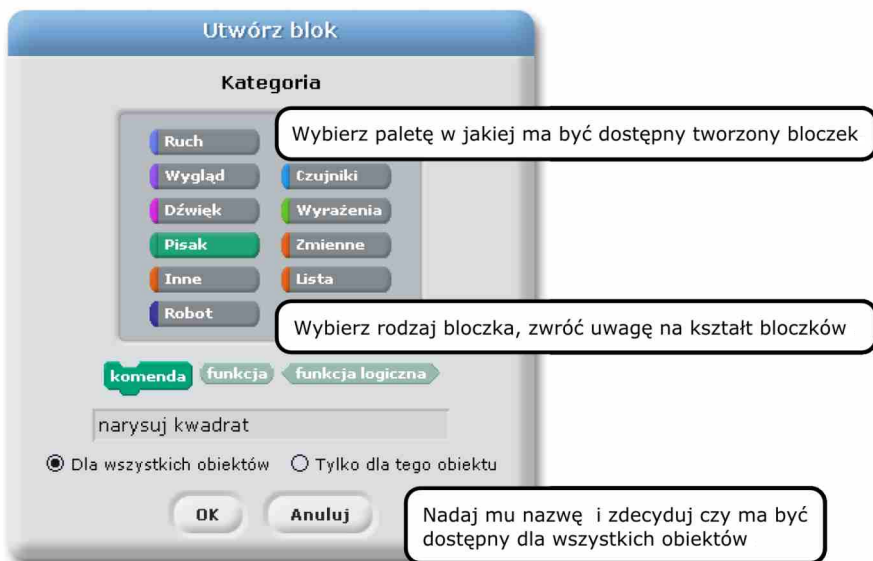 Utwórz blok
Kategoria
Ruch
Wybierz paletę w jakiej ma być dostępny tworzony bloczek
Wygląd
Czujniki
Dźwięk
Wyrażenia
Pisak
Zmienne
Inne
Lista
Robot
Wybierz rodzaj bloczka, zwróć uwagę na kształt bloczków
komenda
funkcja
funkcja logiczna
narysuj kwadrat
Dla wszystkich obiektów
Tylko dla tego obiektu
OK
Anuluj
Nadaj mu nazwę i zdecyduj czy ma być
dostępny dla wszystkich obiektów